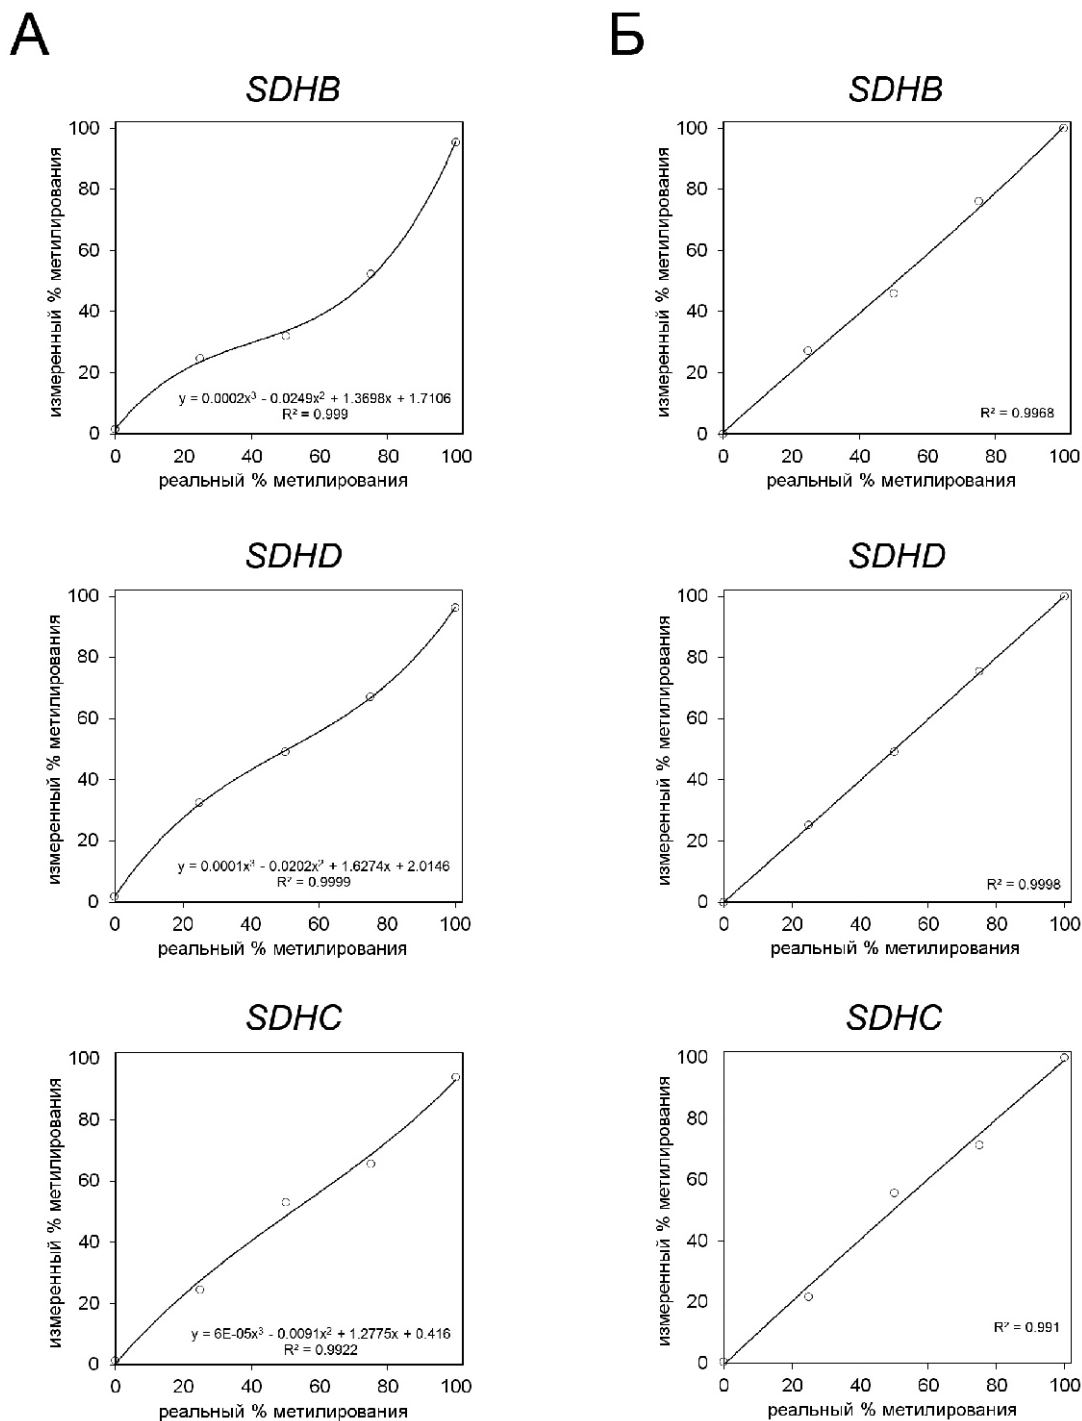 А
Б
SDHB
измеренный % метилирования
100
80
60
40
20
0
y = 0.0002x³ - 0.0249x² + 1.3698x + 1.7106
R² = 0.999
0 20 40 60 80 100
реальный % метилирования
SDHB
измеренный % метилирования
100
80
60
40
20
0
R² = 0.9968
0 20 40 60 80 100
реальный % метилирования
SDHD
измеренный % метилирования
100
80
60
40
20
0
y = 0.0001x³ - 0.0202x² + 1.6274x + 2.0146
R² = 0.9999
0 20 40 60 80 100
реальный % метилирования
SDHD
измеренный % метилирования
100
80
60
40
20
0
R² = 0.9998
0 20 40 60 80 100
реальный % метилирования
SDHC
измеренный % метилирования
100
80
60
40
20
0
y = 6E-05x³ - 0.0091x² + 1.2775x + 0.416
R² = 0.9922
0 20 40 60 80 100
реальный % метилирования
SDHC
измеренный % метилирования
100
80
60
40
20
0
R² = 0.991
0 20 40 60 80 100
реальный % метилирования